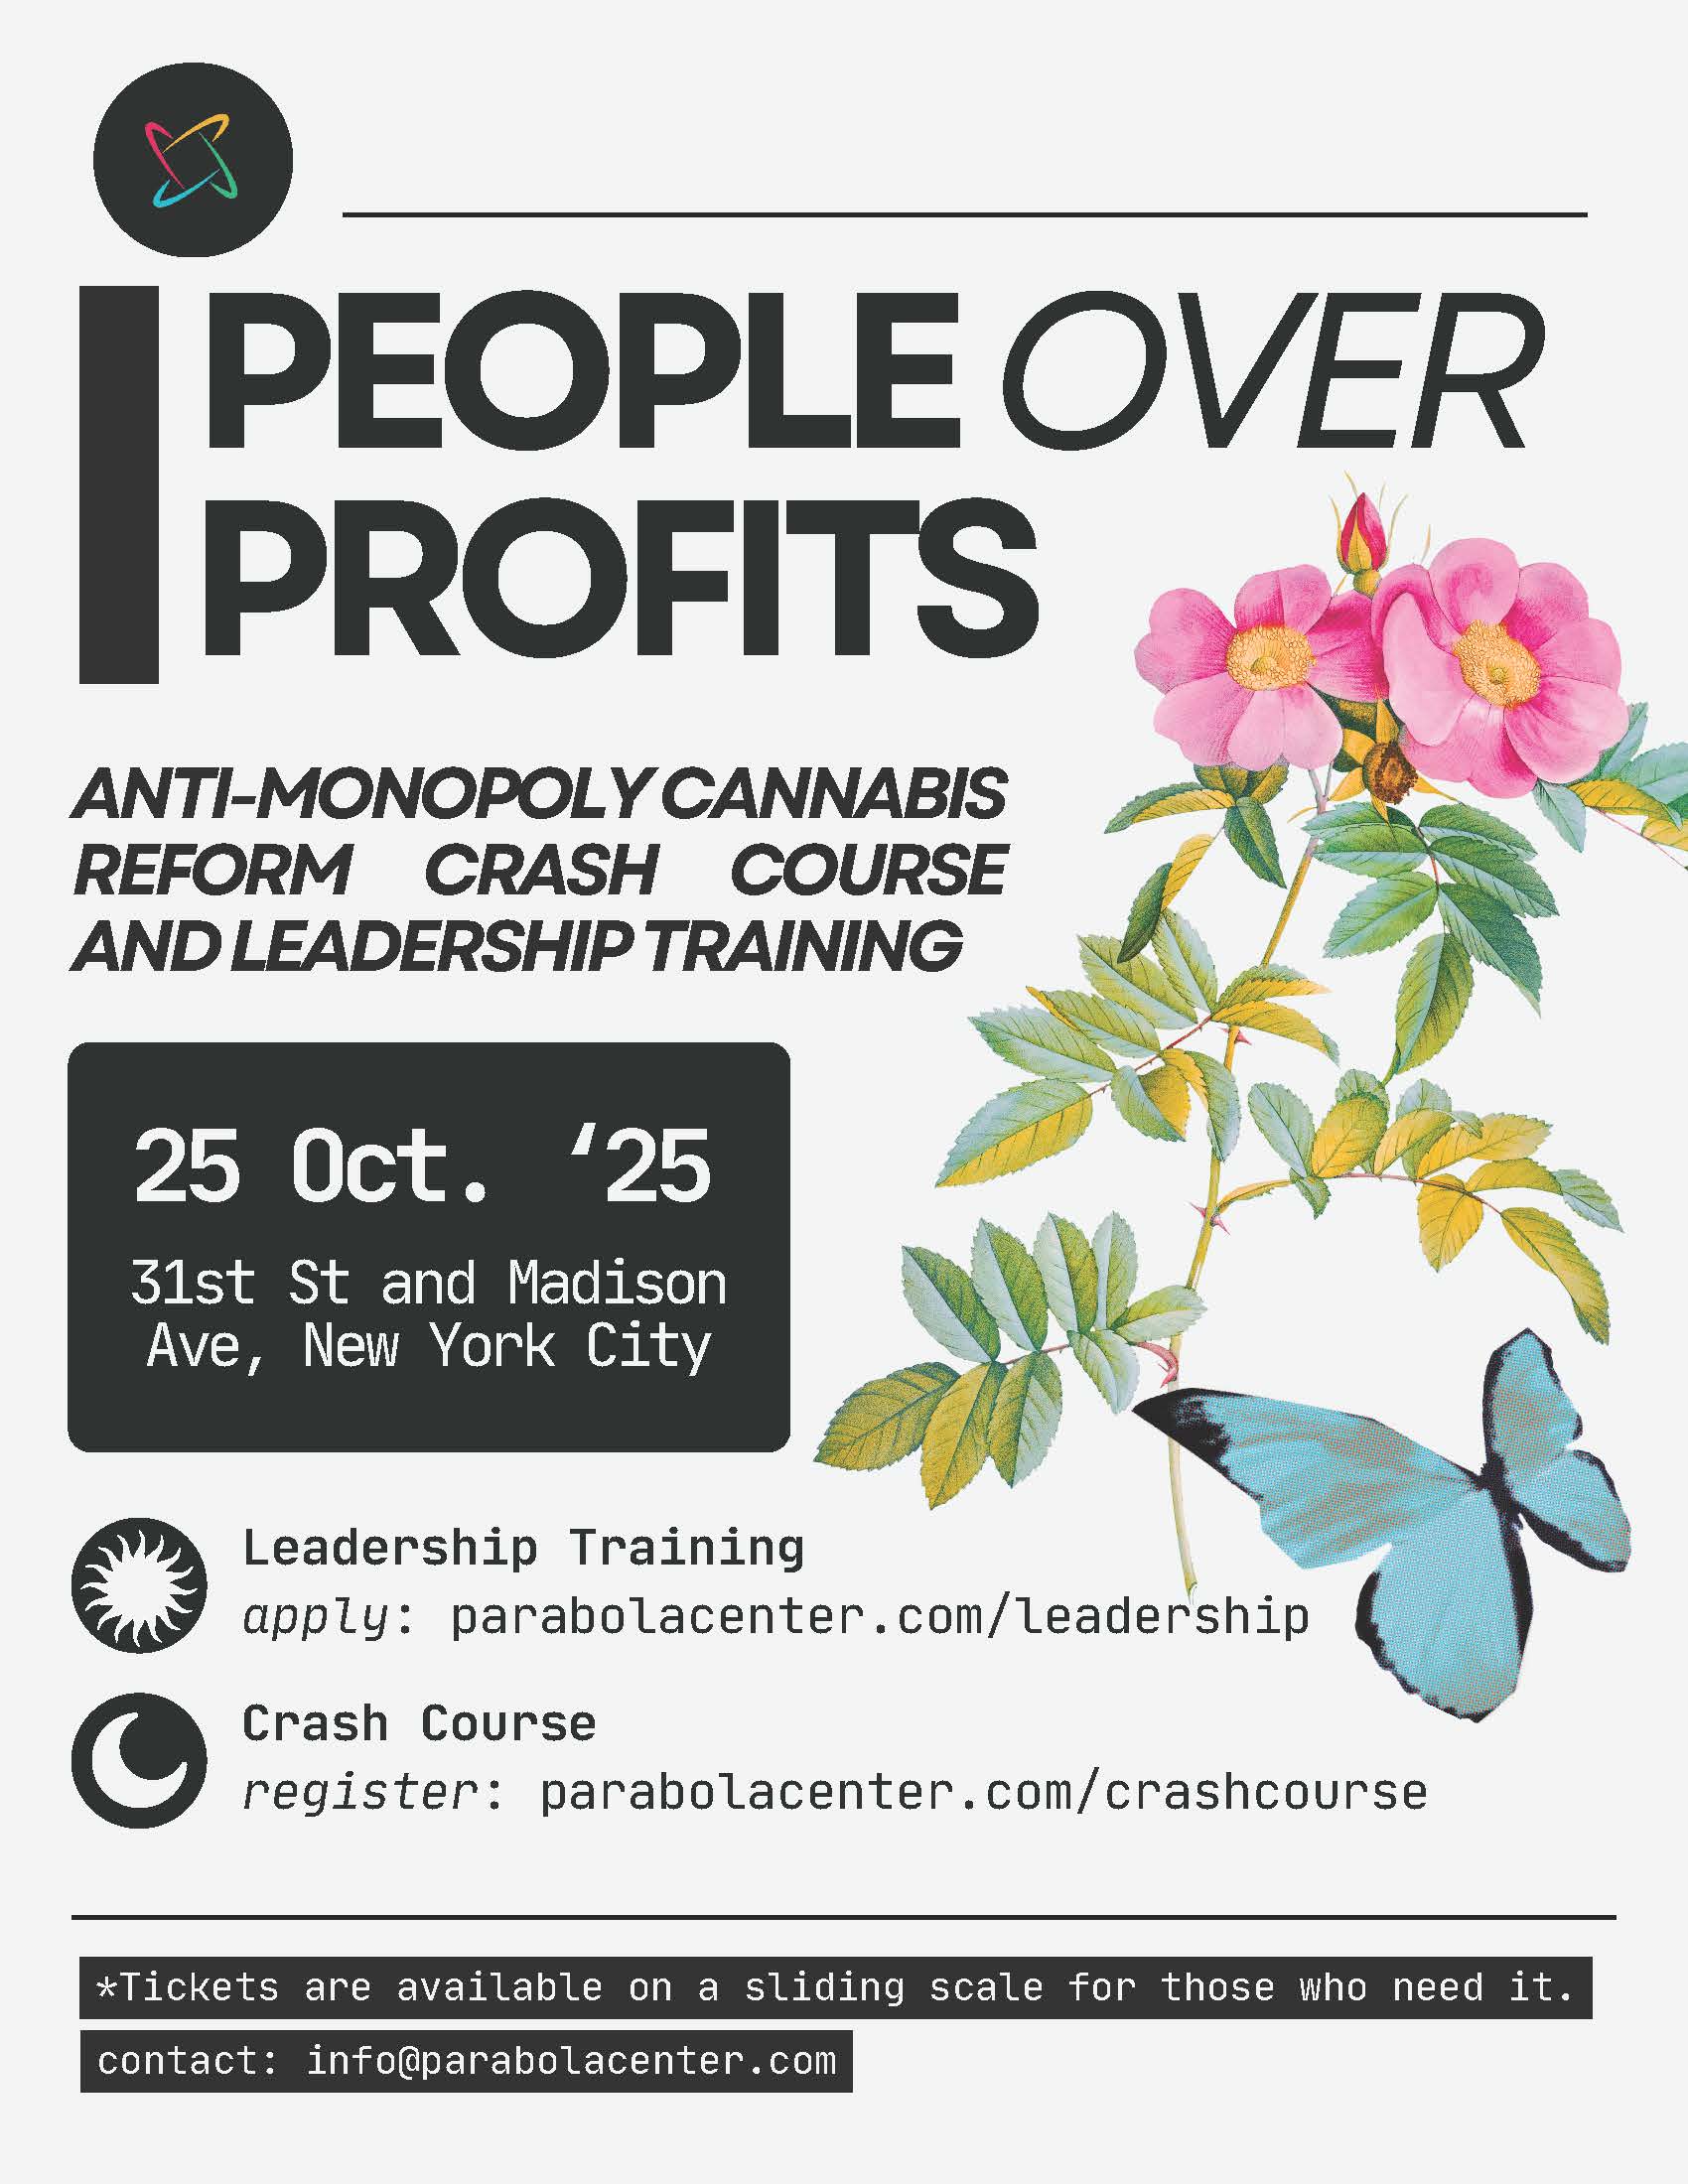 PEOPLE OVER
PROFITS
ANTI-MONOPOLY CANNABIS
REFORM CRASH COURSE
AND LEADERSHIP TRAINING
25 Oct. ‘25
31st St and Madison
Ave, New York City
Leadership Training
apply: parabolacenter.com/leadership
Crash Course
register: parabolacenter.com/crashcourse
*Tickets are available on a sliding scale for those who need it.
contact: info@parabolacenter.com